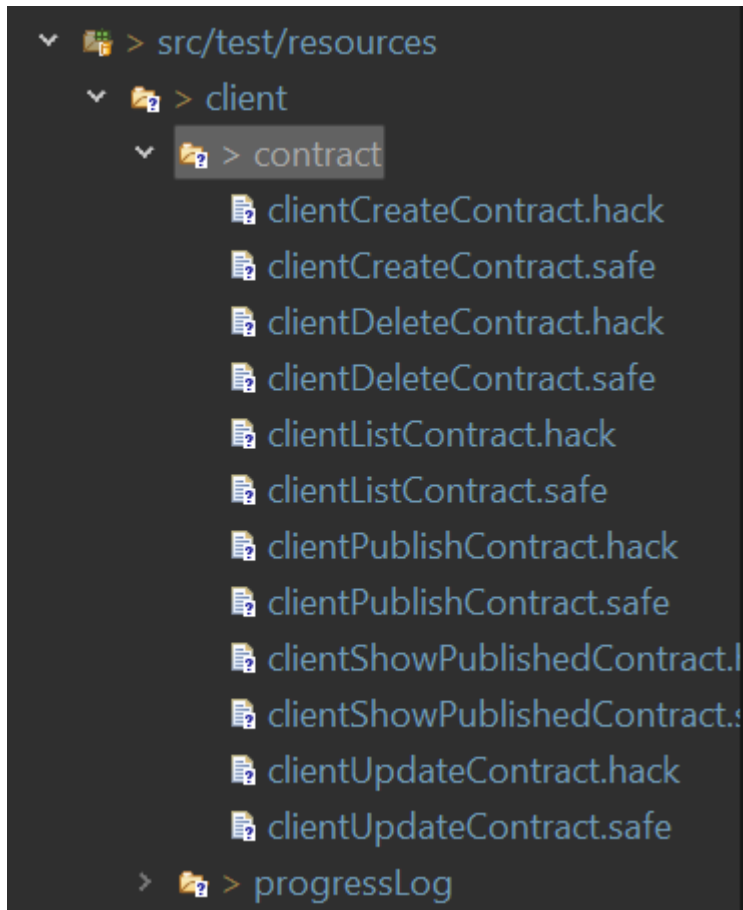 > src/test/resources
> client
> contract
clientCreateContract.hack
clientCreateContract.safe
clientDeleteContract.hack
clientDeleteContract.safe
clientListContract.hack
clientListContract.safe
clientPublishContract.hack
clientPublishContract.safe
clientShowPublishedContract.
clientShowPublishedContract.s
clientUpdateContract.hack
clientUpdateContract.safe
> progressLog